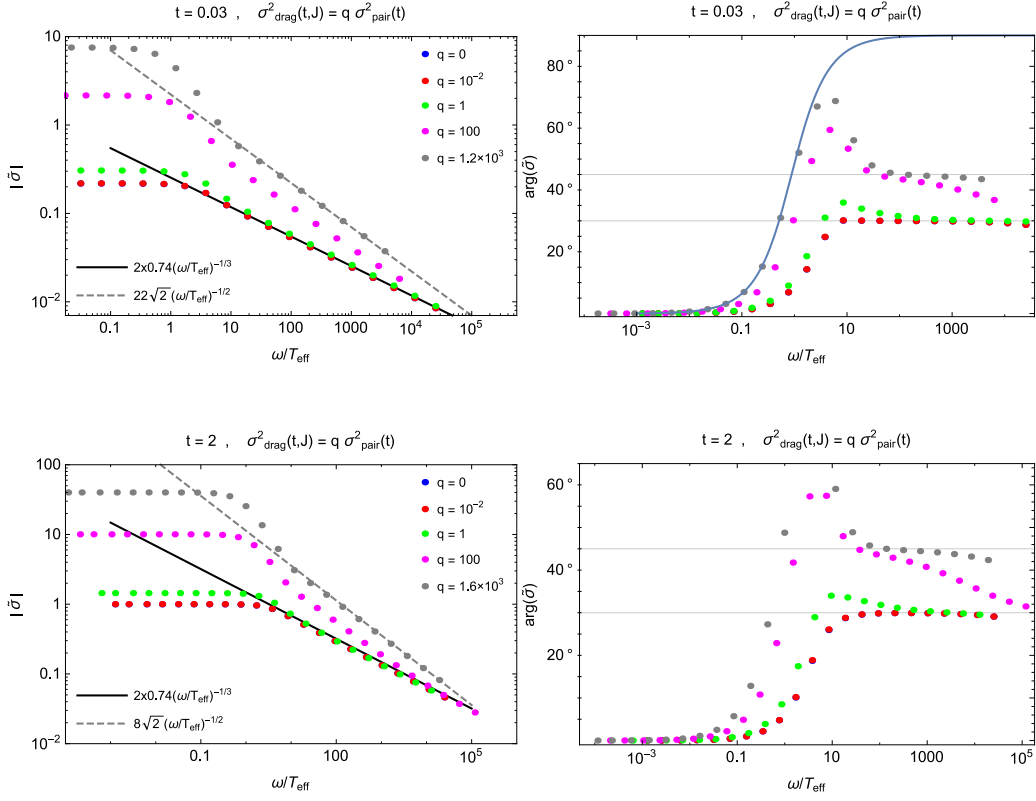 t = 0.03 , σ²drag(t,J) = q σ²pair(t)
10
1
0.1
10⁻²
|σ̃|
0.1 1 10 100 1000 10⁴ 10⁵
ω/Teff
q = 0
q = 10⁻²
q = 1
q = 100
q = 1.2×10³
2x0.74(ω/Teff)⁻¹/³
22√2 (ω/Teff)⁻¹/²
t = 0.03 , σ²drag(t,J) = q σ²pair(t)
80°
60°
40°
20°
arg(σ̃)
10⁻³ 0.1 10 1000
ω/Teff
t = 2 , σ²drag(t,J) = q σ²pair(t)
100
10
1
0.1
10⁻²
|σ̃|
0.1 100 10⁵
ω/Teff
q = 0
q = 10⁻²
q = 1
q = 100
q = 1.6×10³
2x0.74(ω/Teff)⁻¹/³
8√2 (ω/Teff)⁻¹/²
t = 2 , σ²drag(t,J) = q σ²pair(t)
60°
40°
20°
arg(σ̃)
10⁻³ 0.1 10 1000 10⁵
ω/Teff